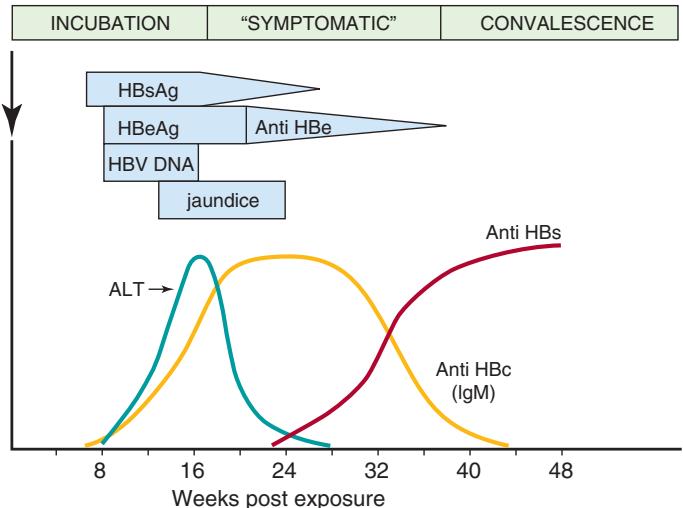 INCUBATION
“SYMPTOMATIC”
CONVALESCENCE
HBsAg
HBeAg
Anti HBe
HBV DNA
jaundice
Anti HBs
ALT
Anti HBc
(IgM)
8 16 24 32 40 48
Weeks post exposure